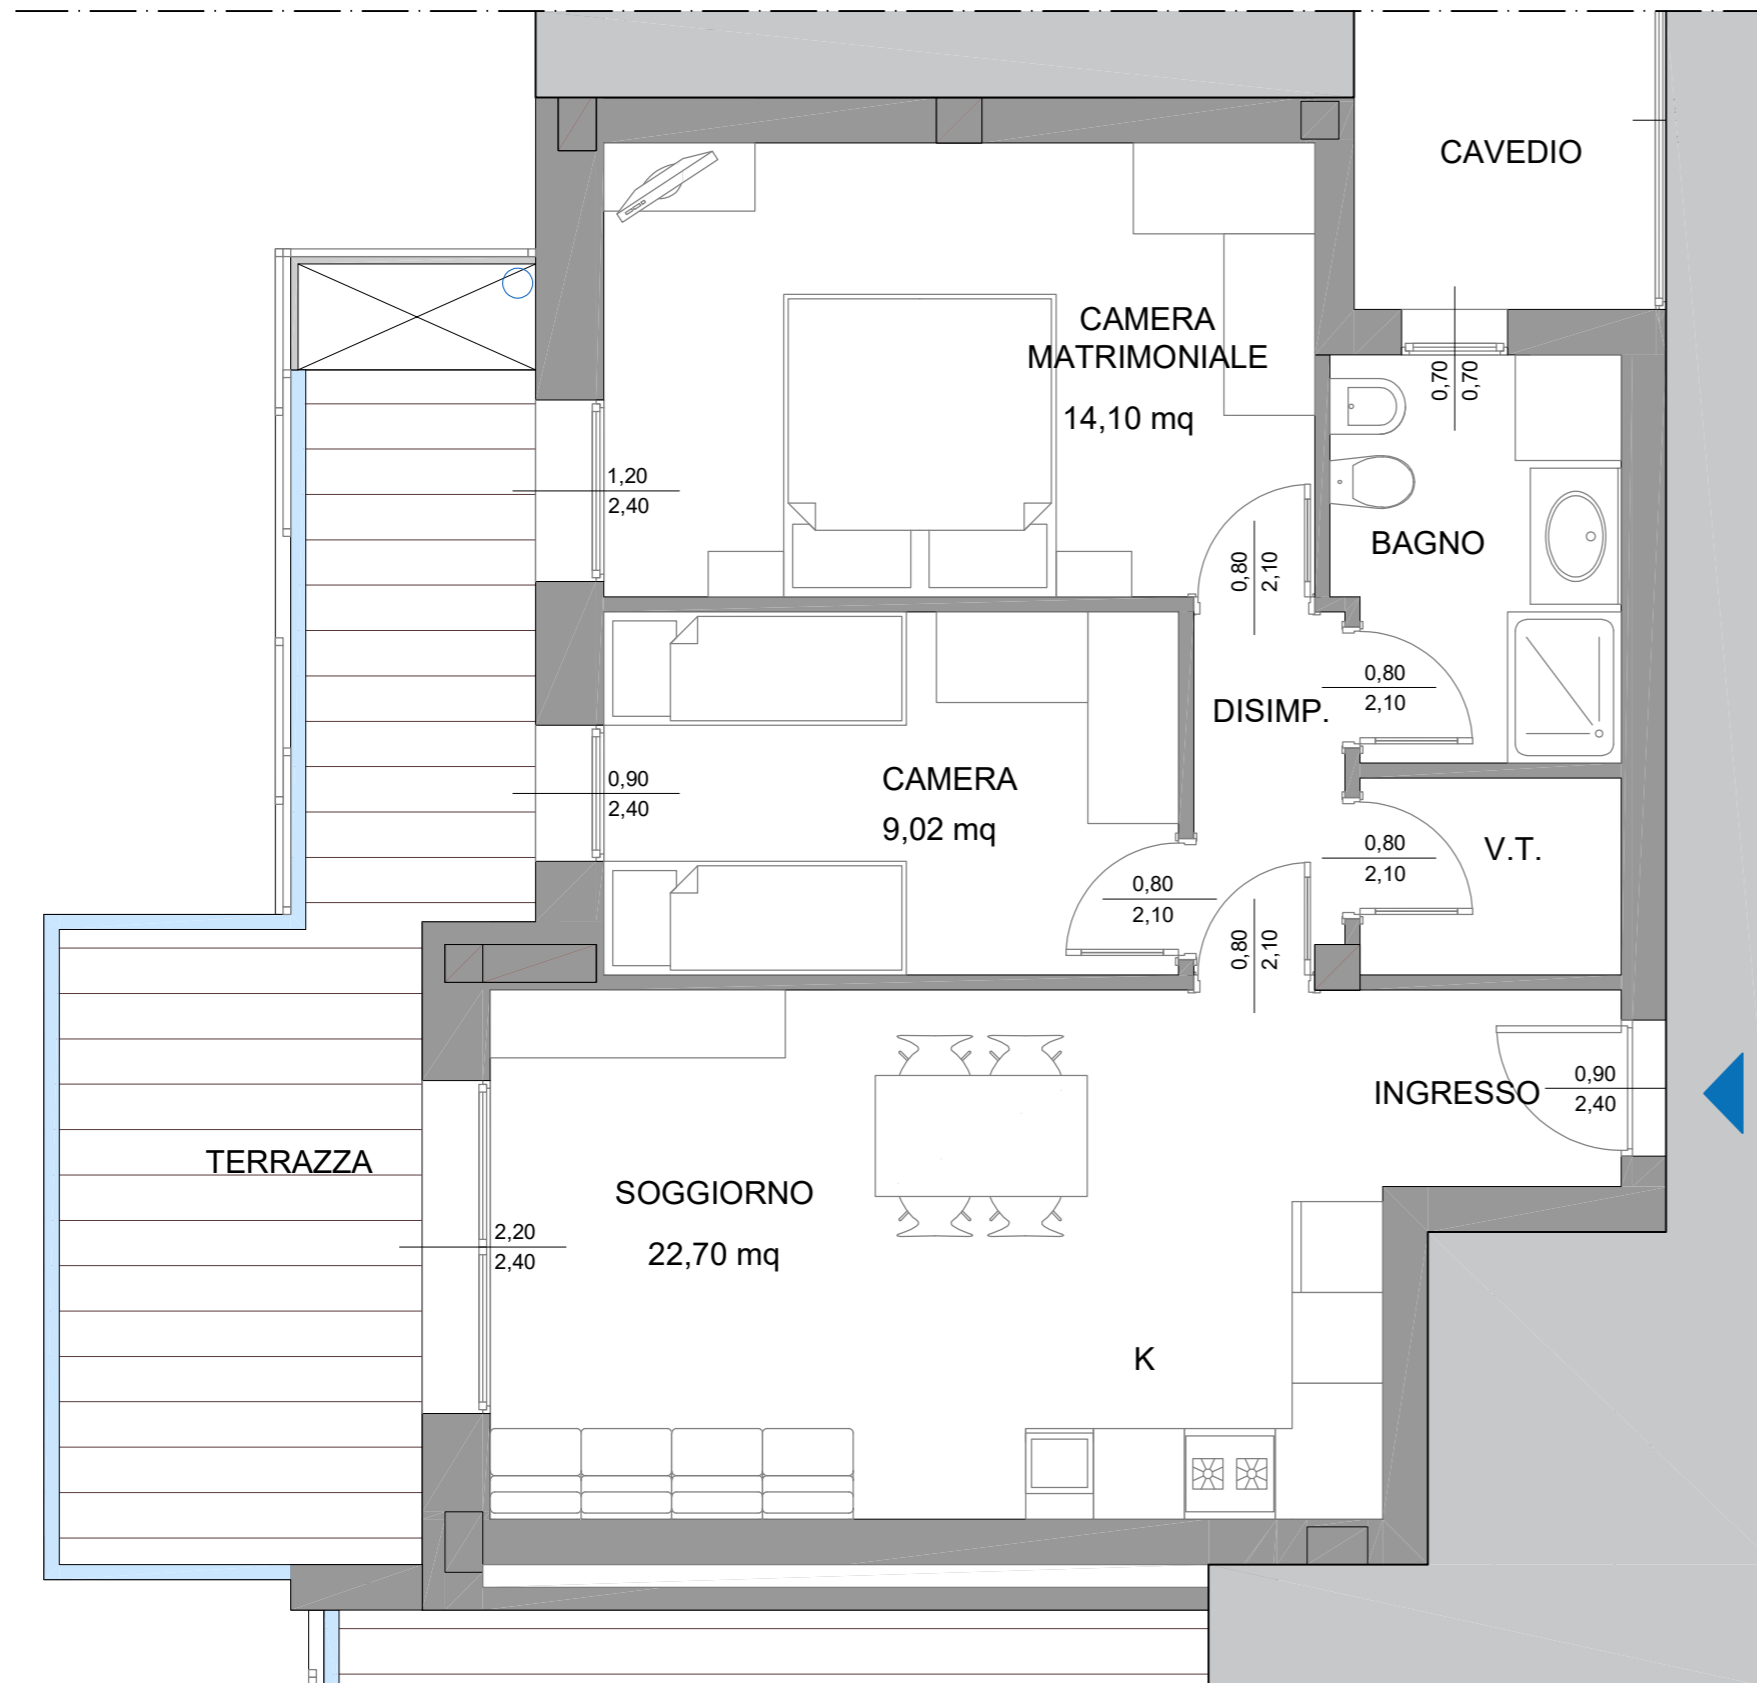 CAVEDIO
CAMERA
MATRIMONIALE
14,10 mq
0,70
0,70
1,20
2,40
BAGNO
0,80
2,10
0,80
2,10
DISIMP.
CAMERA
9,02 mq
0,90
2,40
0,80
2,10
V.T.
0,80
2,10
0,80
2,10
INGRESSO
0,90
2,40
TERRAZZA
SOGGIORNO
22,70 mq
2,20
2,40
K